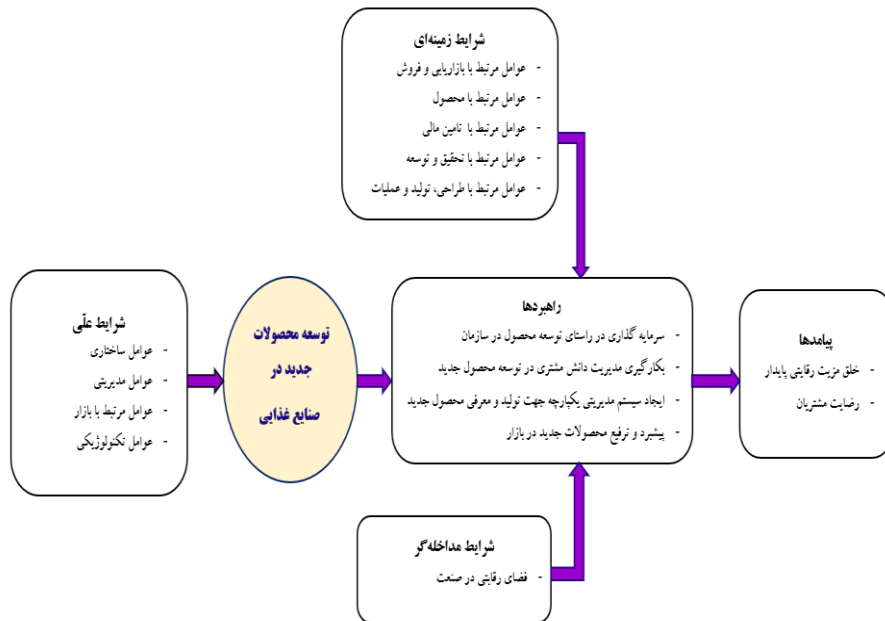 شرایط زمینه‌ای
- عوامل مرتبط با بازاریابی و فروش
- عوامل مرتبط با محصول
- عوامل مرتبط با تامین مالی
- عوامل مرتبط با تحقیق و توسعه
- عوامل مرتبط با طراحی، تولید و عملیات
شرایط علّی
- عوامل ساختاری
- عوامل مدیریتی
- عوامل مرتبط با بازار
- عوامل تکنولوژیکی
توسعه محصولات
جدید در
صنایع غذایی
راهبردها
- سرمایه گذاری در راستای توسعه محصول در سازمان
- بکارگیری مدیریت دانش مشتری در توسعه محصول جدید
- ایجاد سیستم مدیریتی یکپارچه جهت تولید و معرفی محصول جدید
- پیشبرد و ترفیع محصولات جدید در بازار
پیامدها
- خلق مزیت رقابتی پایدار
- رضایت مشتریان
شرایط مداخله‌گر
- فضای رقابتی در صنعت